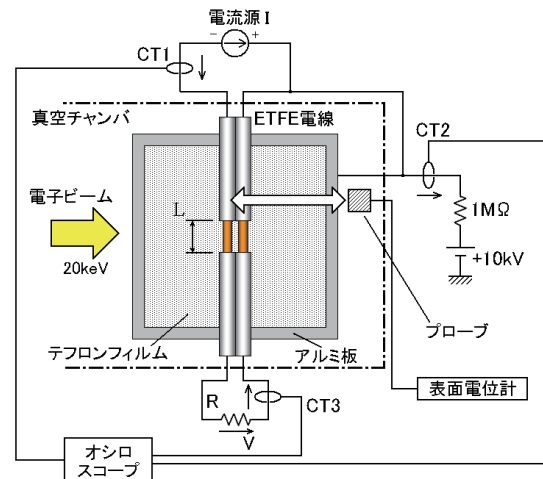 電流源 I
- +
CT1
真空チャンバ
ETFE電線
CT2
電子ビーム
20keV
L
1MΩ
+10kV
プローブ
テフロンフィルム
アルミ板
R
V
CT3
表面電位計
オシロ
スコープ